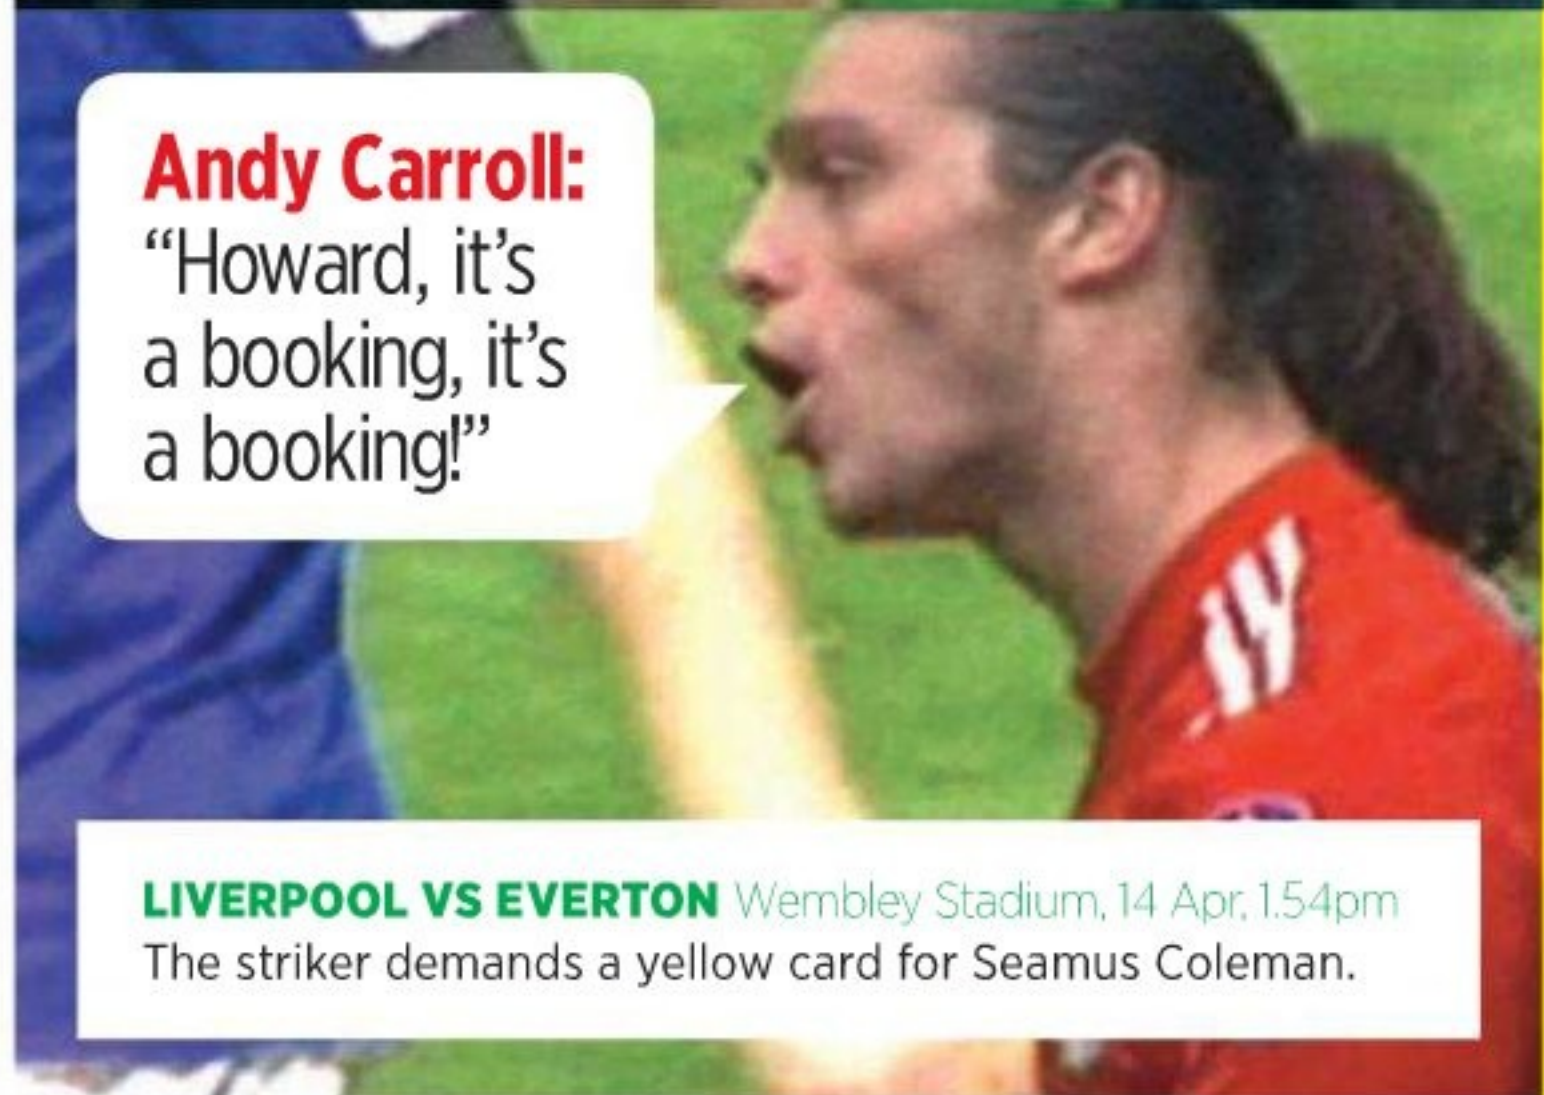 Andy Carroll:
“Howard, it’s
a booking, it’s
a booking!”
LIVERPOOL VS EVERTON Wembley Stadium, 14 Apr, 1.54pm
The striker demands a yellow card for Seamus Coleman.